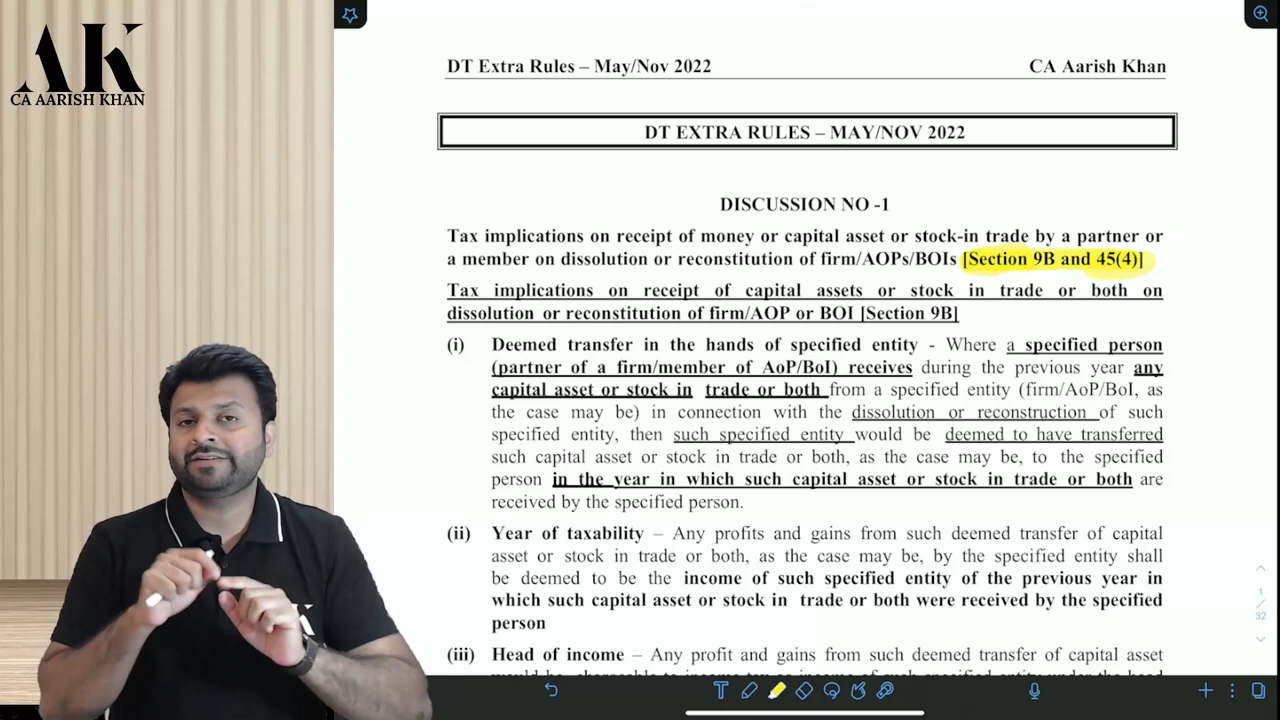 AK
CA AARISH KHAN
DT Extra Rules – May/Nov 2022
CA Aarish Khan
DT EXTRA RULES – MAY/NOV 2022
DISCUSSION NO -1
Tax implications on receipt of money or capital asset or stock-in trade by a partner or
a member on dissolution or reconstitution of firm/AOPs/BOIs [Section 9B and 45(4)]
Tax implications on receipt of capital assets or stock in trade or both on
dissolution or reconstitution of firm/AOP or BOI [Section 9B]
(i) Deemed transfer in the hands of specified entity - Where a specified person
(partner of a firm/member of AoP/BoI) receives during the previous year any
capital asset or stock in trade or both from a specified entity (firm/AoP/BoI, as
the case may be) in connection with the dissolution or reconstruction of such
specified entity, then such specified entity would be deemed to have transferred
such capital asset or stock in trade or both, as the case may be, to the specified
person in the year in which such capital asset or stock in trade or both are
received by the specified person.
(ii) Year of taxability – Any profits and gains from such deemed transfer of capital
asset or stock in trade or both, as the case may be, by the specified entity shall
be deemed to be the income of such specified entity of the previous year in
which such capital asset or stock in trade or both were received by the specified
person
(iii) Head of income – Any profit and gains from such deemed transfer of capital asset
1
/
32